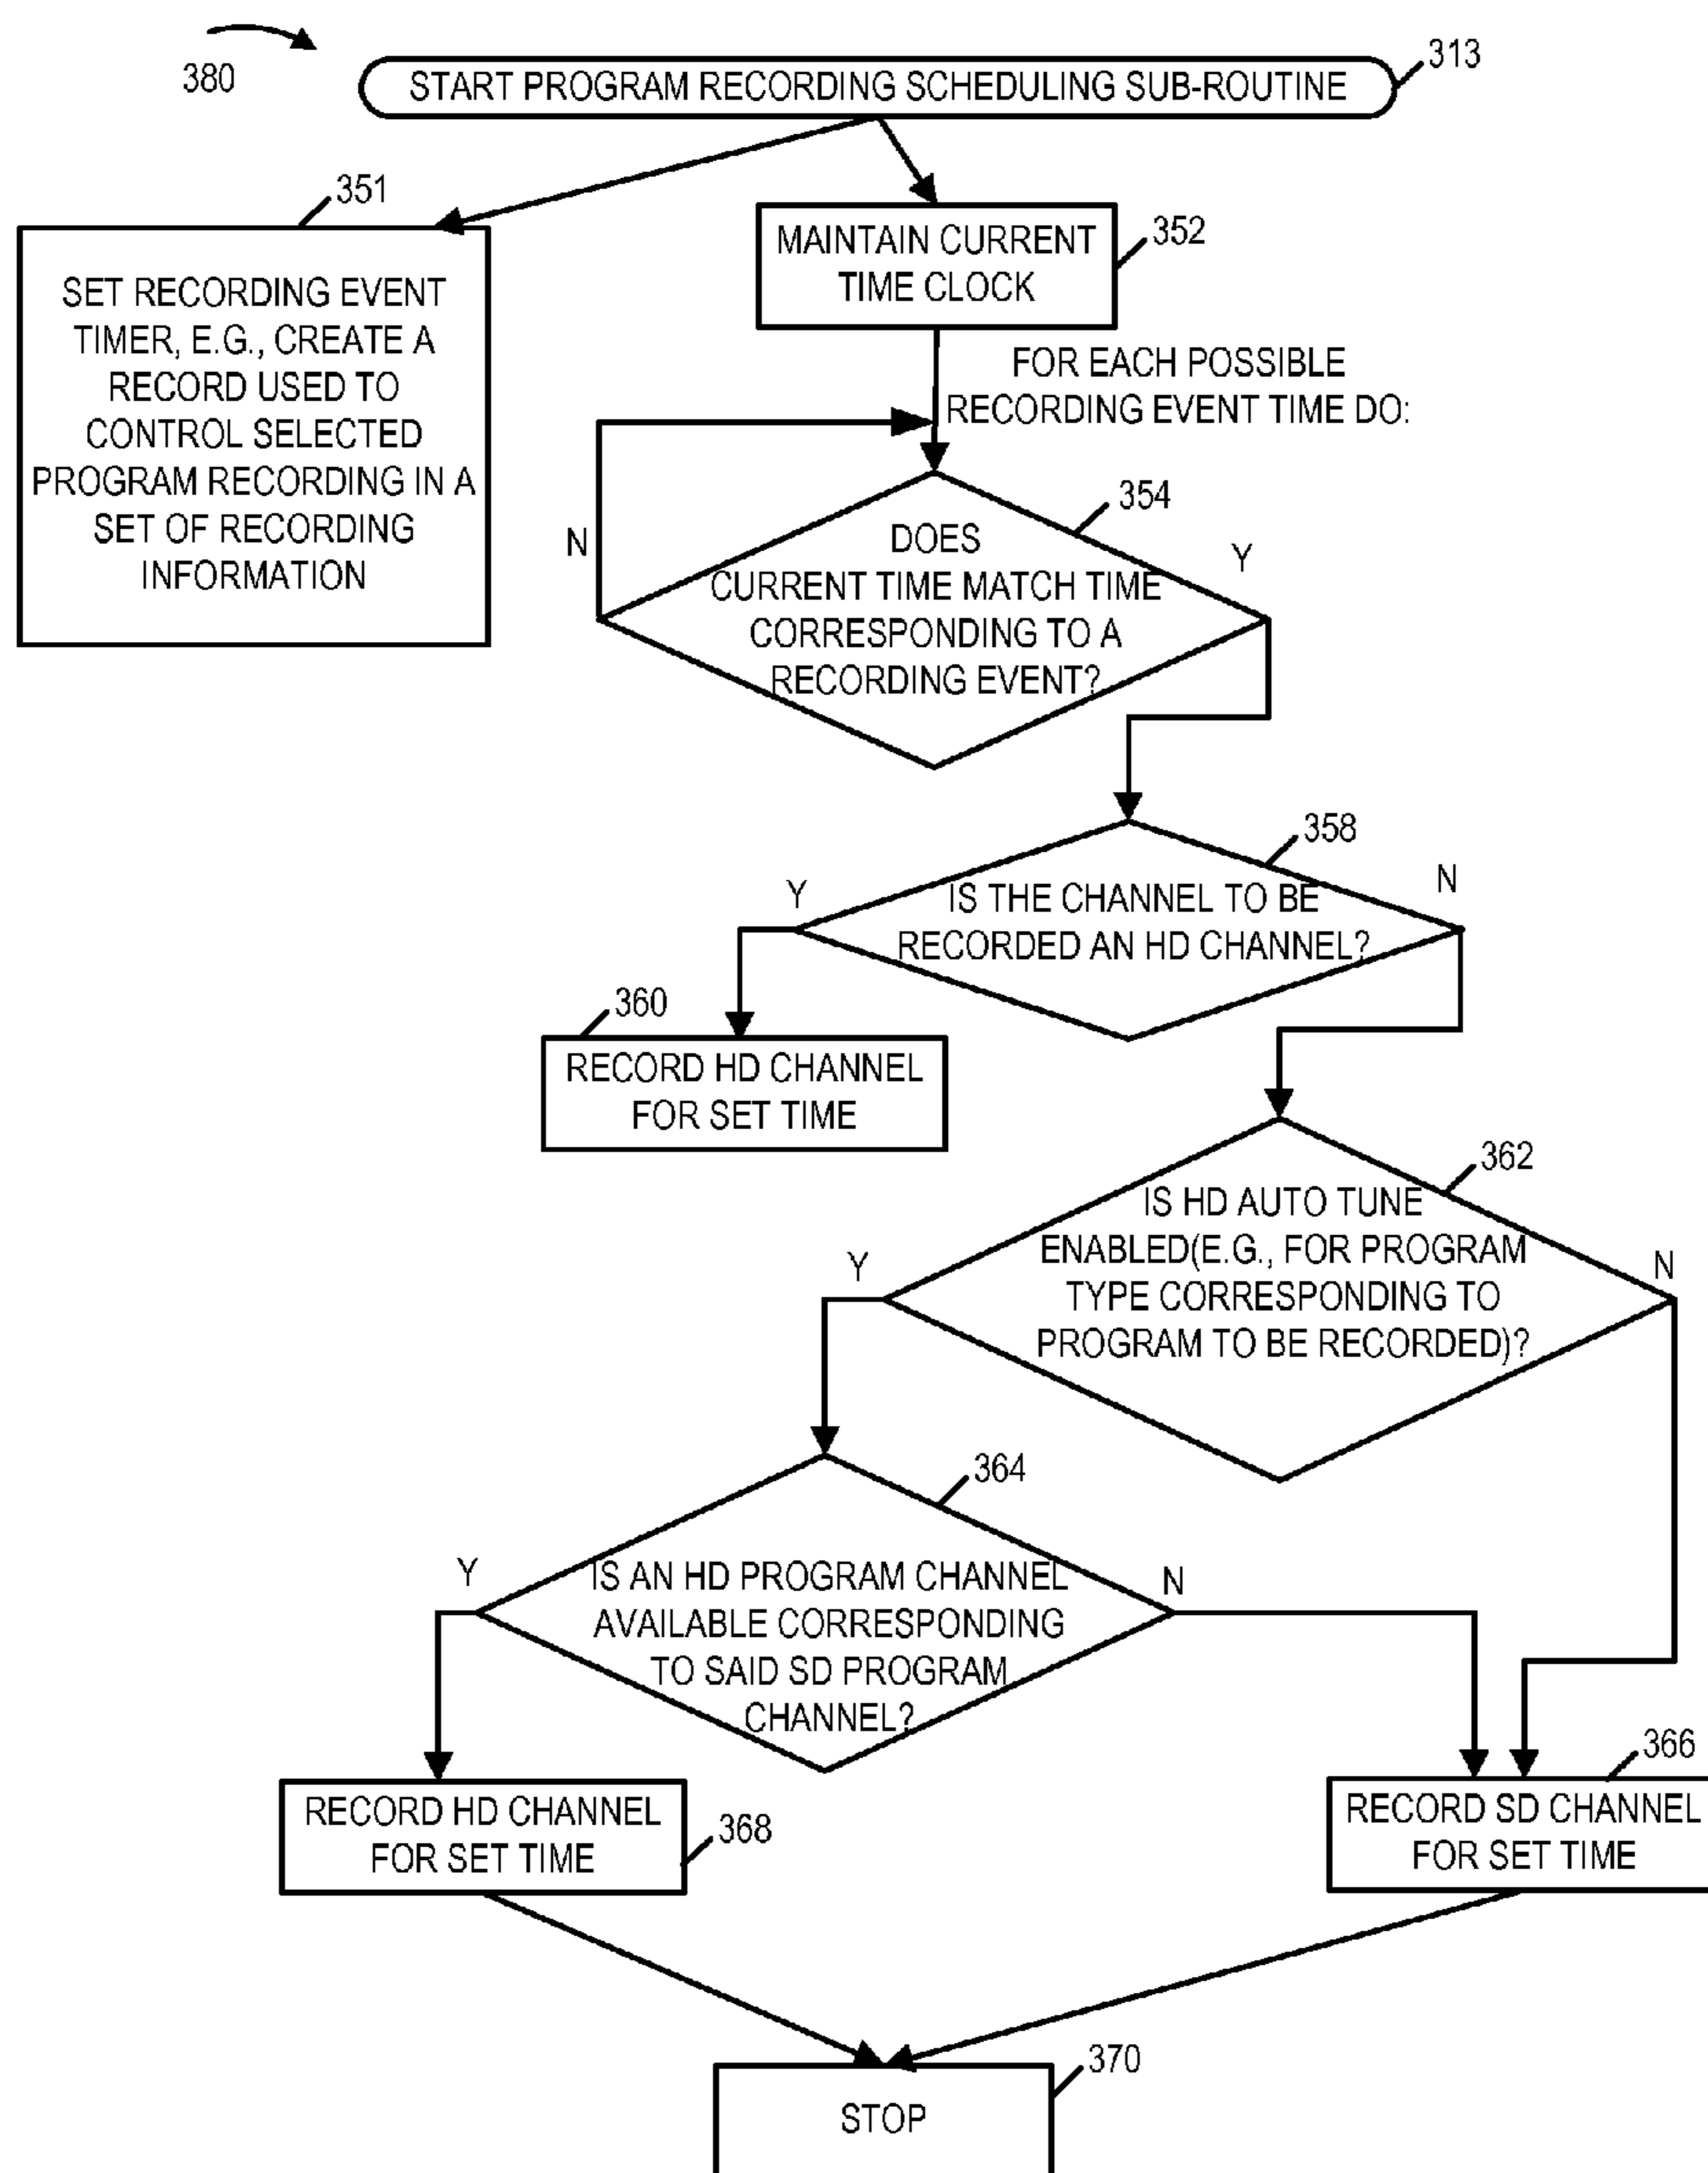 380
START PROGRAM RECORDING SCHEDULING SUB-ROUTINE
313
351
SET RECORDING EVENT
TIMER, E.G., CREATE A
RECORD USED TO
CONTROL SELECTED
PROGRAM RECORDING IN A
SET OF RECORDING
INFORMATION
MAINTAIN CURRENT
TIME CLOCK
352
FOR EACH POSSIBLE
RECORDING EVENT TIME DO:
354
N
DOES
CURRENT TIME MATCH TIME
CORRESPONDING TO A
RECORDING EVENT?
Y
358
Y
IS THE CHANNEL TO BE
RECORDED AN HD CHANNEL?
N
360
RECORD HD CHANNEL
FOR SET TIME
362
Y
IS HD AUTO TUNE
ENABLED(E.G., FOR PROGRAM
TYPE CORRESPONDING TO
PROGRAM TO BE RECORDED)?
N
364
Y
IS AN HD PROGRAM CHANNEL
AVAILABLE CORRESPONDING
TO SAID SD PROGRAM
CHANNEL?
N
RECORD HD CHANNEL
FOR SET TIME
368
366
RECORD SD CHANNEL
FOR SET TIME
370
STOP